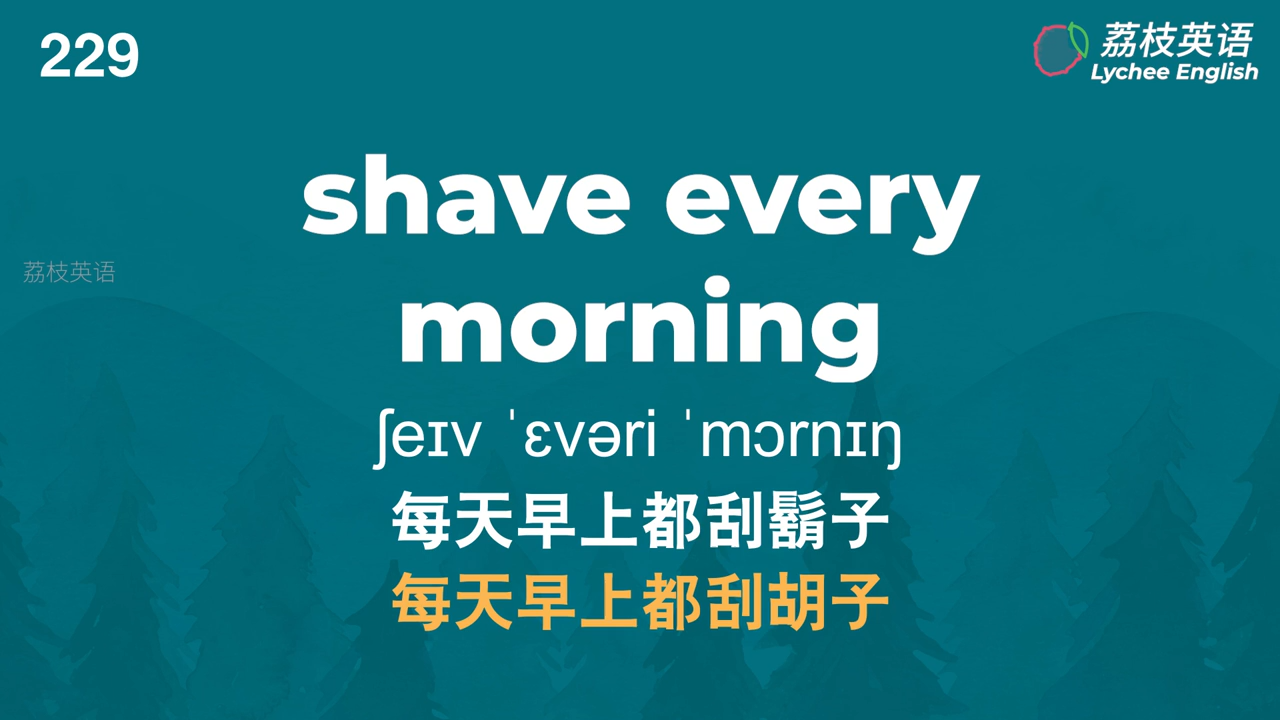 229
荔枝英语
Lychee English
shave every
morning
荔枝英语
ʃeɪv ˈɛvəri ˈmɔrnɪŋ
每天早上都刮鬍子
每天早上都刮胡子